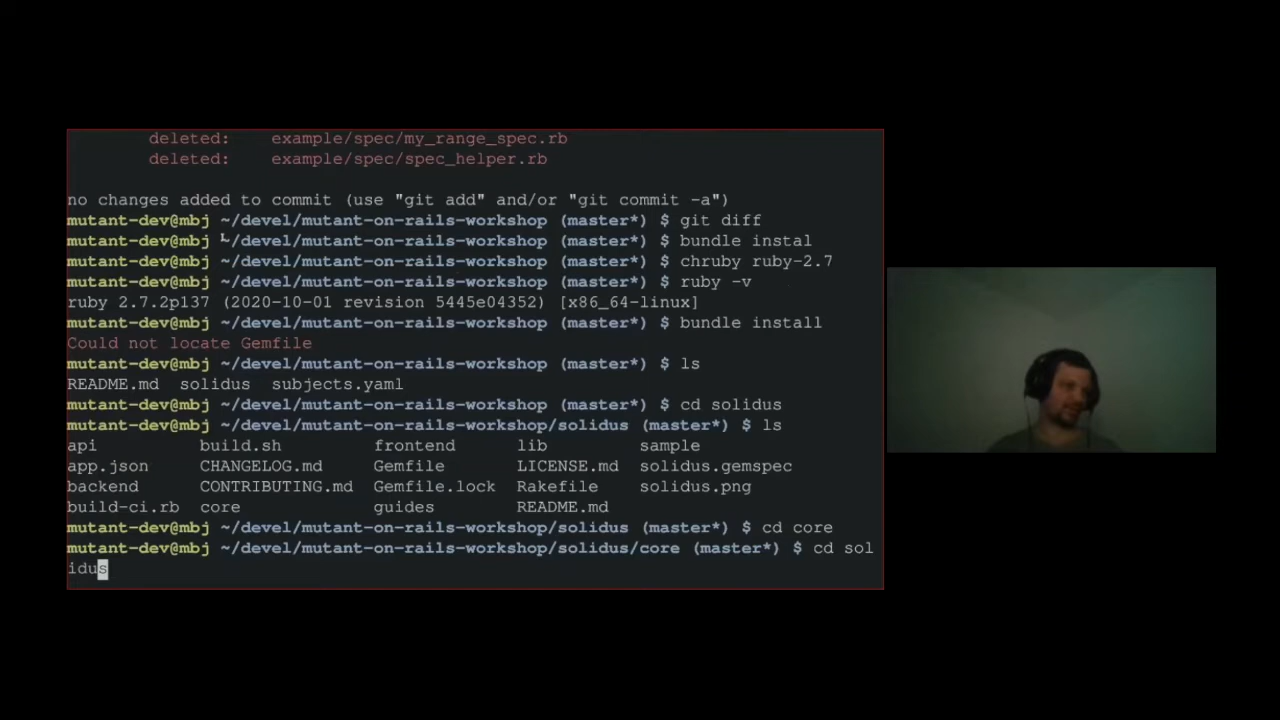 deleted:    example/spec/my_range_spec.rb
deleted:    example/spec/spec_helper.rb
no changes added to commit (use "git add" and/or "git commit -a")
mutant-dev@mbj ~/devel/mutant-on-rails-workshop (master*) $ git diff
mutant-dev@mbj ~/devel/mutant-on-rails-workshop (master*) $ bundle instal
mutant-dev@mbj ~/devel/mutant-on-rails-workshop (master*) $ chruby ruby-2.7
mutant-dev@mbj ~/devel/mutant-on-rails-workshop (master*) $ ruby -v
ruby 2.7.2p137 (2020-10-01 revision 5445e04352) [x86_64-linux]
mutant-dev@mbj ~/devel/mutant-on-rails-workshop (master*) $ bundle install
Could not locate Gemfile
mutant-dev@mbj ~/devel/mutant-on-rails-workshop (master*) $ ls
README.md  solidus  subjects.yaml
mutant-dev@mbj ~/devel/mutant-on-rails-workshop (master*) $ cd solidus
mutant-dev@mbj ~/devel/mutant-on-rails-workshop/solidus (master*) $ ls
api          build.sh         frontend      lib         sample
app.json     CHANGELOG.md     Gemfile       LICENSE.md  solidus.gemspec
backend      CONTRIBUTING.md  Gemfile.lock  Rakefile    solidus.png
build-ci.rb  core             guides        README.md
mutant-dev@mbj ~/devel/mutant-on-rails-workshop/solidus (master*) $ cd core
mutant-dev@mbj ~/devel/mutant-on-rails-workshop/solidus/core (master*) $ cd sol
idus